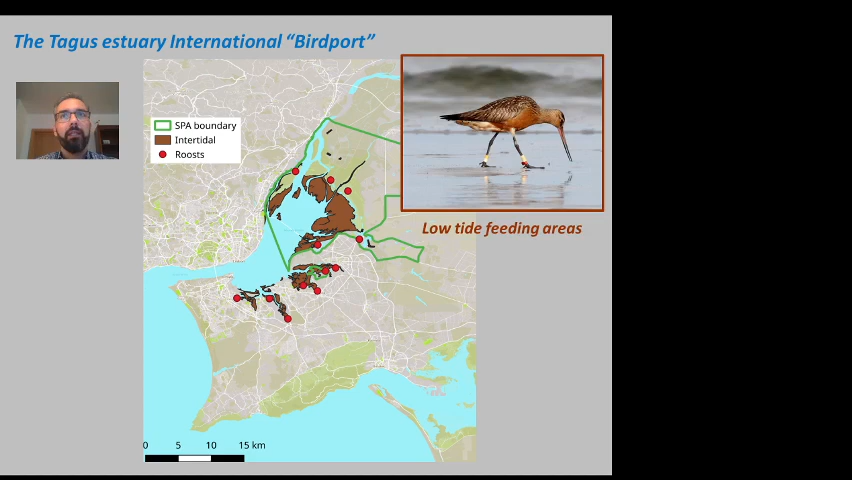 The Tagus estuary International “Birdport”
SPA boundary
Intertidal
Roosts
Low tide feeding areas
0 5 10 15 km